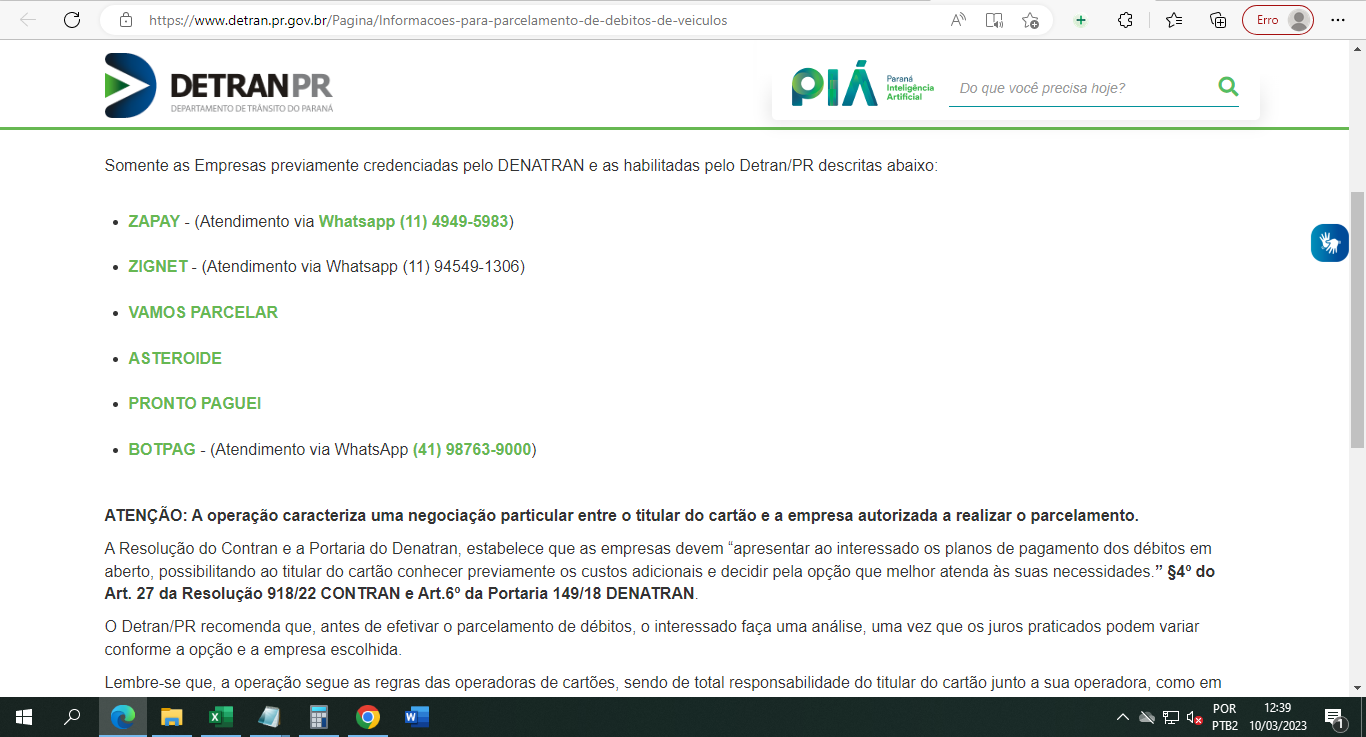 https://www.detran.pr.gov.br/Pagina/Informacoes-para-parcelamento-de-debitos-de-veiculos
Erro
DETRANPR
DEPARTAMENTO DE TRÂNSITO DO PARANÁ
PIÁ
Paraná
Inteligência
Artificial
Do que você precisa hoje?
Somente as Empresas previamente credenciadas pelo DENATRAN e as habilitadas pelo Detran/PR descritas abaixo:
• ZAPAY - (Atendimento via Whatsapp (11) 4949-5983)
• ZIGNET - (Atendimento via Whatsapp (11) 94549-1306)
• VAMOS PARCELAR
• ASTEROIDE
• PRONTO PAGUEI
• BOTPAG - (Atendimento via WhatsApp (41) 98763-9000)
ATENÇÃO: A operação caracteriza uma negociação particular entre o titular do cartão e a empresa autorizada a realizar o parcelamento.
A Resolução do Contran e a Portaria do Denatran, estabelece que as empresas devem “apresentar ao interessado os planos de pagamento dos débitos em
aberto, possibilitando ao titular do cartão conhecer previamente os custos adicionais e decidir pela opção que melhor atenda às suas necessidades.” §4º do
Art. 27 da Resolução 918/22 CONTRAN e Art.6º da Portaria 149/18 DENATRAN.
O Detran/PR recomenda que, antes de efetivar o parcelamento de débitos, o interessado faça uma análise, uma vez que os juros praticados podem variar
conforme a opção e a empresa escolhida.
Lembre-se que, a operação segue as regras das operadoras de cartões, sendo de total responsabilidade do titular do cartão junto a sua operadora, como em
POR
PTB2
12:39
10/03/2023
1